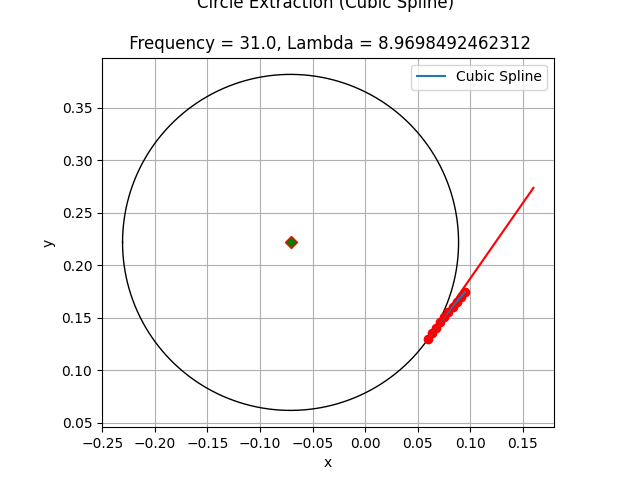 Circle Extraction (Cubic Spline)
Frequency = 31.0, Lambda = 8.9698492462312
Cubic Spline
0.35
0.30
0.25
0.20
0.15
0.10
0.05
y
−0.25 −0.20 −0.15 −0.10 −0.05 0.00 0.05 0.10 0.15
x